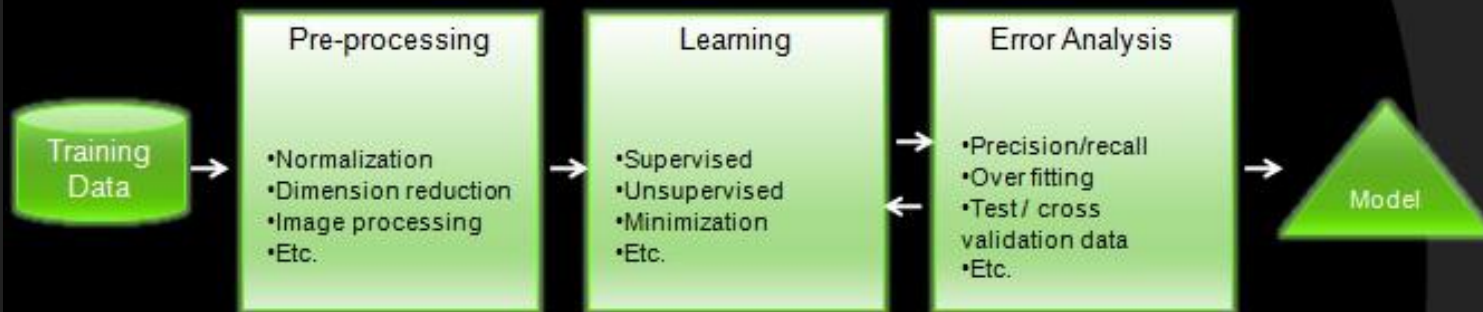 Training
Data
Pre-processing
•Normalization
•Dimension reduction
•Image processing
•Etc.
Learning
•Supervised
•Unsupervised
•Minimization
•Etc.
Error Analysis
•Precision/recall
•Over fitting
•Test / cross
validation data
•Etc.
Model